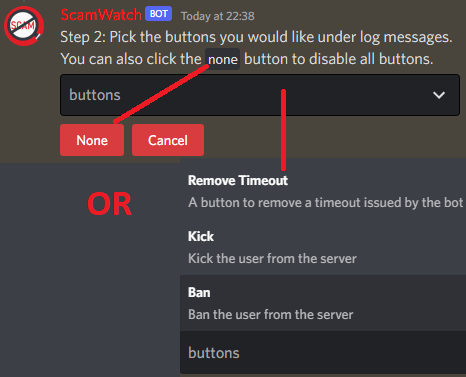 SCAM
ScamWatch BOT Today at 22:38
Step 2: Pick the buttons you would like under log messages.
You can also click the none button to disable all buttons.
buttons
None Cancel
OR
Remove Timeout
A button to remove a timeout issued by the bot
Kick
Kick the user from the server
Ban
Ban the user from the server
buttons